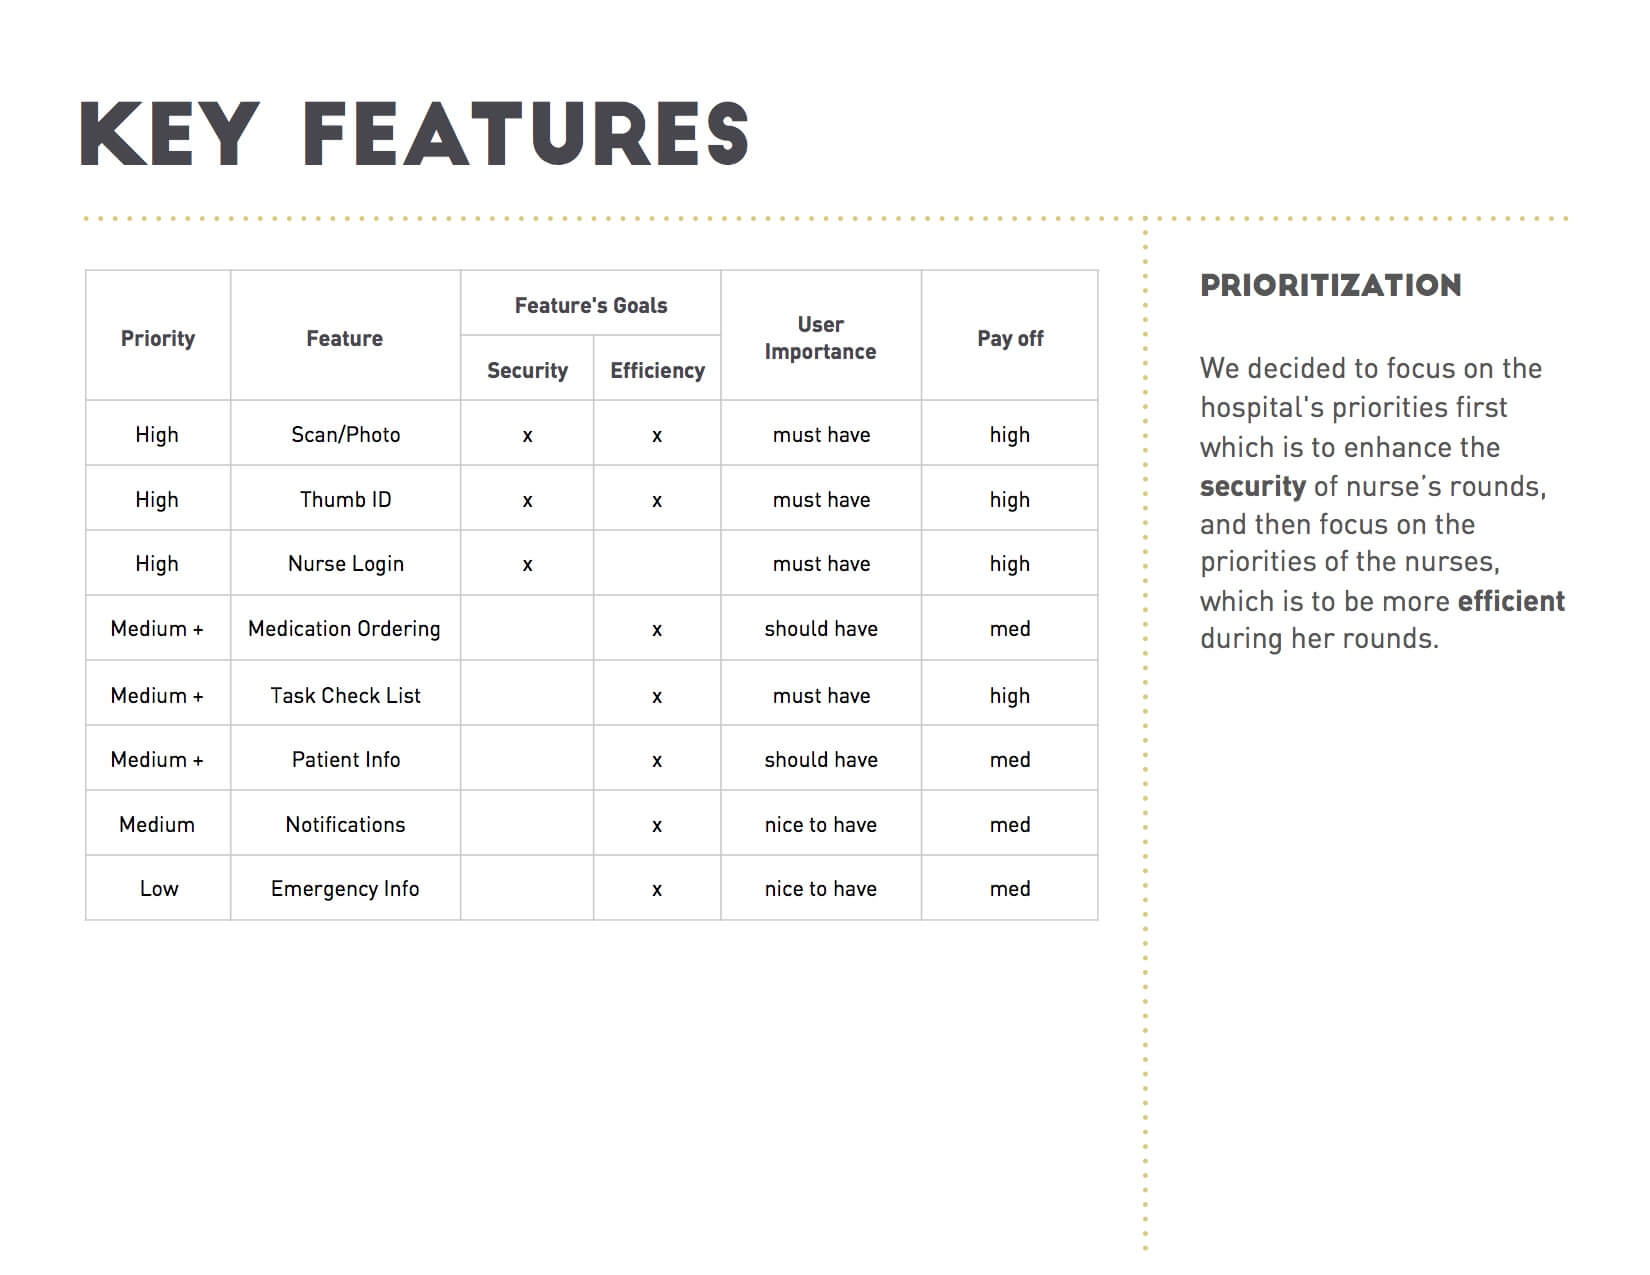 KEY FEATURES
Priority Feature Feature's Goals User Importance Pay off
Security Efficiency
High Scan/Photo x x must have high
High Thumb ID x x must have high
High Nurse Login x must have high
Medium + Medication Ordering x should have med
Medium + Task Check List x must have high
Medium + Patient Info x should have med
Medium Notifications x nice to have med
Low Emergency Info x nice to have med
PRIORITIZATION
We decided to focus on the
hospital's priorities first
which is to enhance the
security of nurse’s rounds,
and then focus on the
priorities of the nurses,
which is to be more efficient
during her rounds.